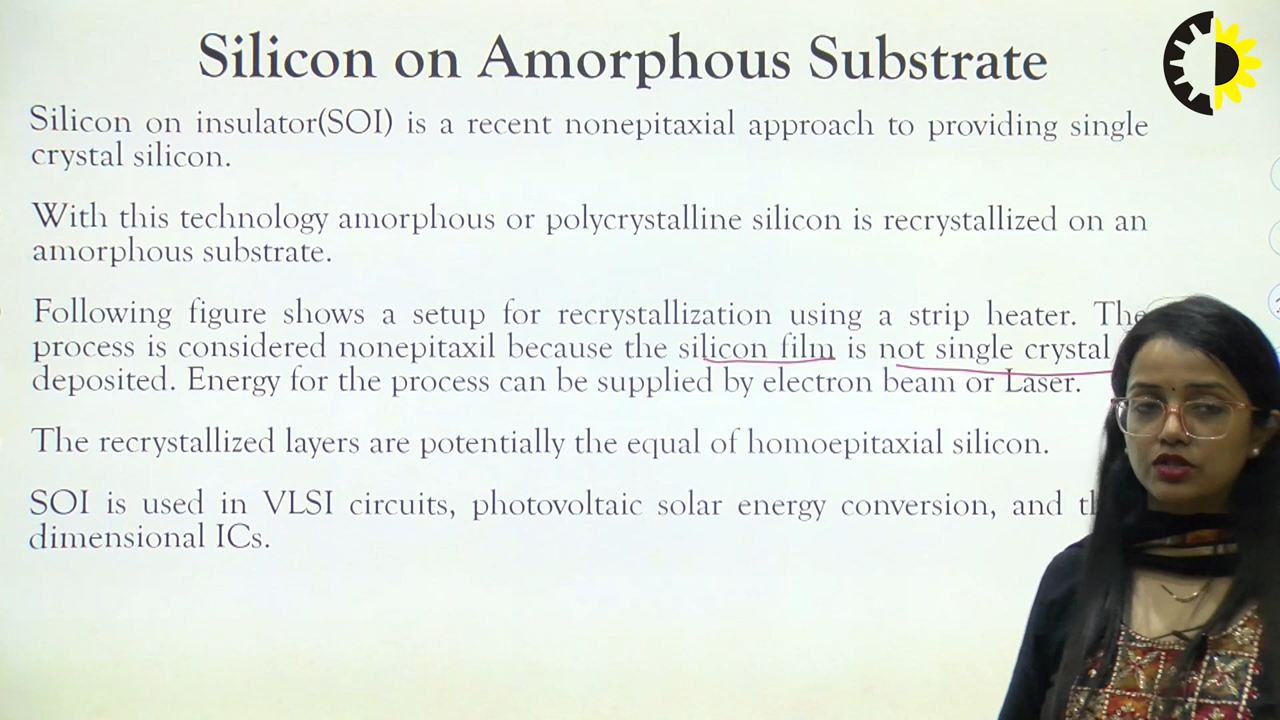 Silicon on Amorphous Substrate
Silicon on insulator(SOI) is a recent nonepitaxial approach to providing single
crystal silicon.
With this technology amorphous or polycrystalline silicon is recrystallized on an
amorphous substrate.
Following figure shows a setup for recrystallization using a strip heater. The
process is considered nonepitaxil because the silicon film is not single crystal
deposited. Energy for the process can be supplied by electron beam or Laser.
The recrystallized layers are potentially the equal of homoepitaxial silicon.
SOI is used in VLSI circuits, photovoltaic solar energy conversion, and
dimensional ICs.